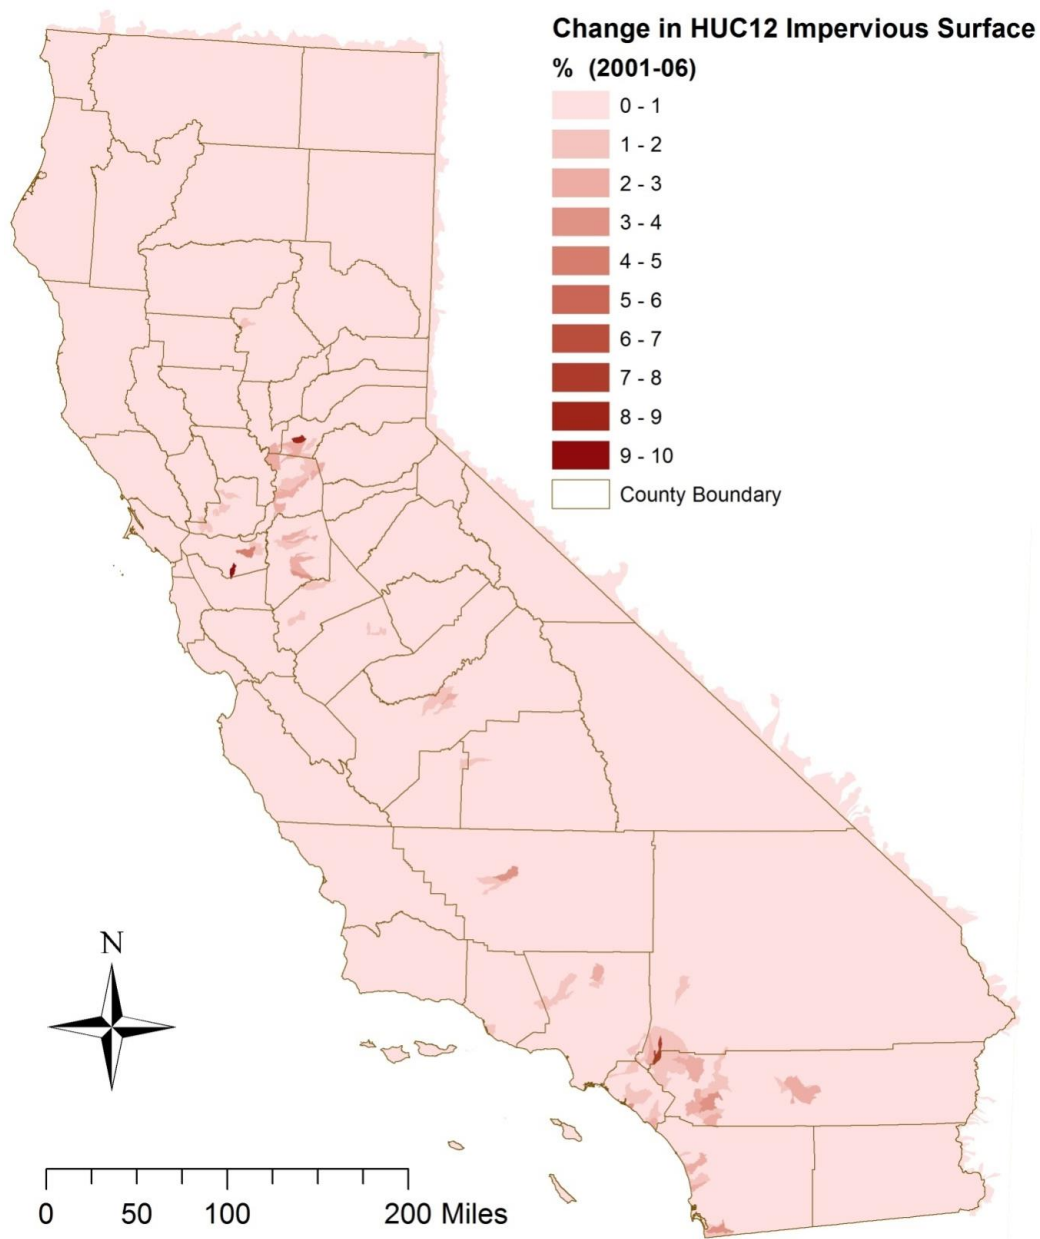 Change in HUC12 Impervious Surface
% (2001-06)
0 - 1
1 - 2
2 - 3
3 - 4
4 - 5
5 - 6
6 - 7
7 - 8
8 - 9
9 - 10
County Boundary
N
0 50 100 200 Miles